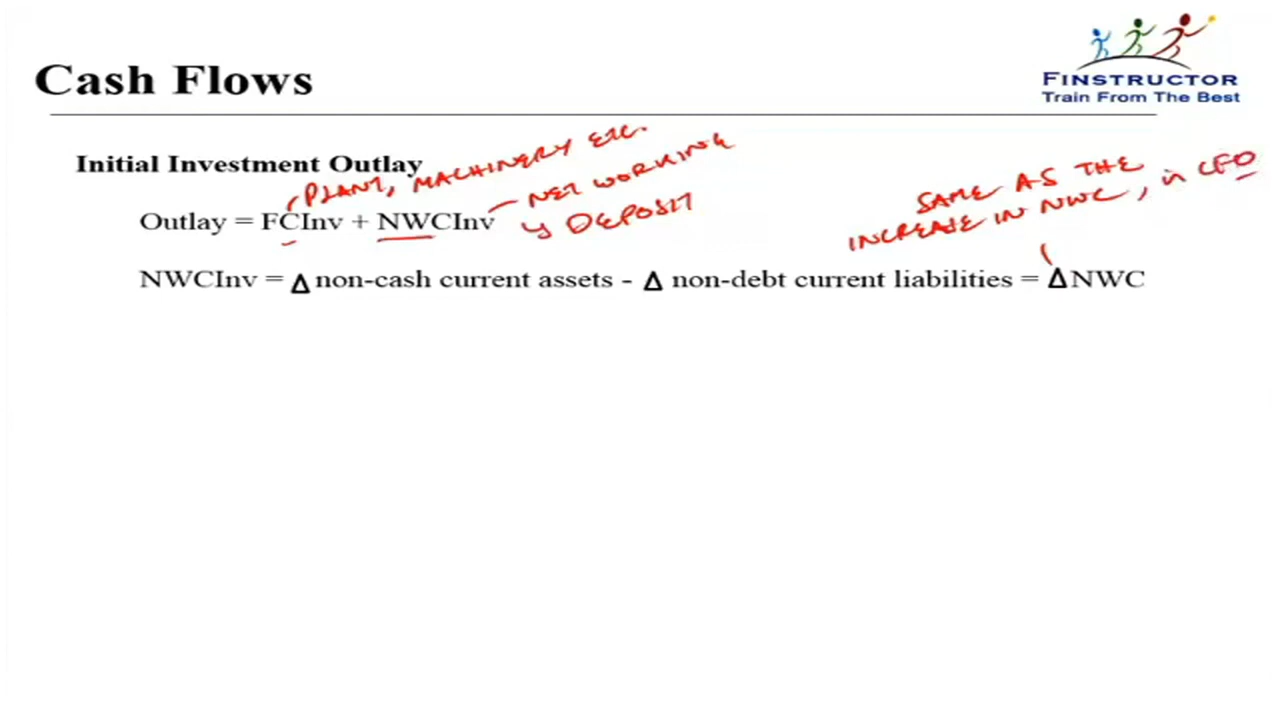 Cash Flows
FINSTRUCTOR
Train From The Best
Initial Investment Outlay
PLANT, MACHINERY ETC.
Outlay = FCInv + NWCInv
NET WORKING
DEPOSIT
SAME AS THE
INCREASE IN NWC, in CFO
NWCInv = Δ non-cash current assets - Δ non-debt current liabilities = Δ NWC